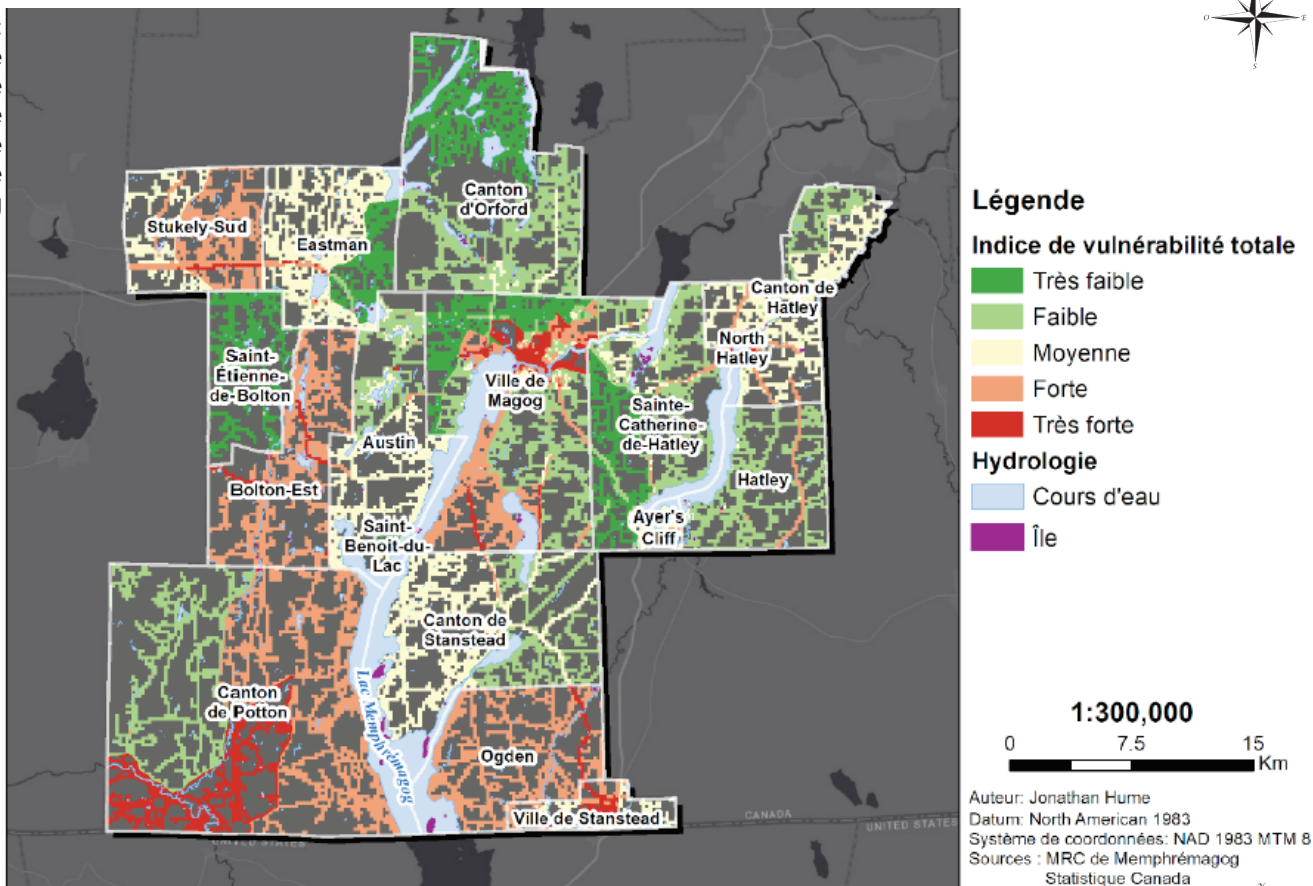 O
E
S
Stukely-Sud
Eastman
Canton
d'Orford
Canton de
Hatley
North
Hatley
Saint-
Étienne-
de-Bolton
Ville de
Magog
Sainte-
Catherine-
de-Hatley
Austin
Bolton-Est
Hatley
Saint-
Benoit-du-
Lac
Ayer's
Cliff
Canton de
Stanstead
Canton
de Potton
Lac Memphrémagog
Ogden
Ville de Stanstead
CANADA
UNITED STATES
UNITED STATES
Légende
Indice de vulnérabilité totale
Très faible
Faible
Moyenne
Forte
Très forte
Hydrologie
Cours d'eau
Île
1:300,000
0 7.5 15
Km
Auteur: Jonathan Hume
Datum: North American 1983
Système de coordonnées: NAD 1983 MTM 8
Sources : MRC de Memphrémagog
Statistique Canada